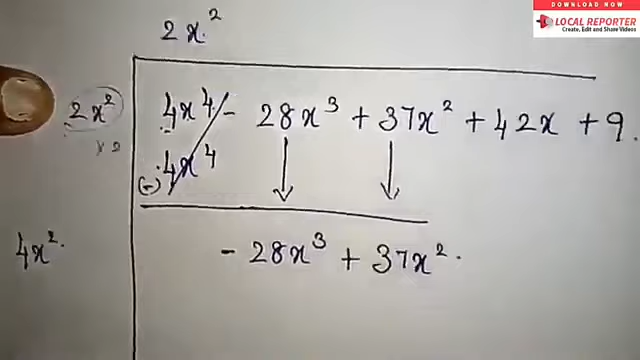 DOWNLOAD NOW
LOCAL REPORTER
Create, Edit and Share Videos
2x²
2x² 4x⁴ - 28x³ + 37x² + 42x + 9
x2 (-) 4x⁴
4x² - 28x³ + 37x²